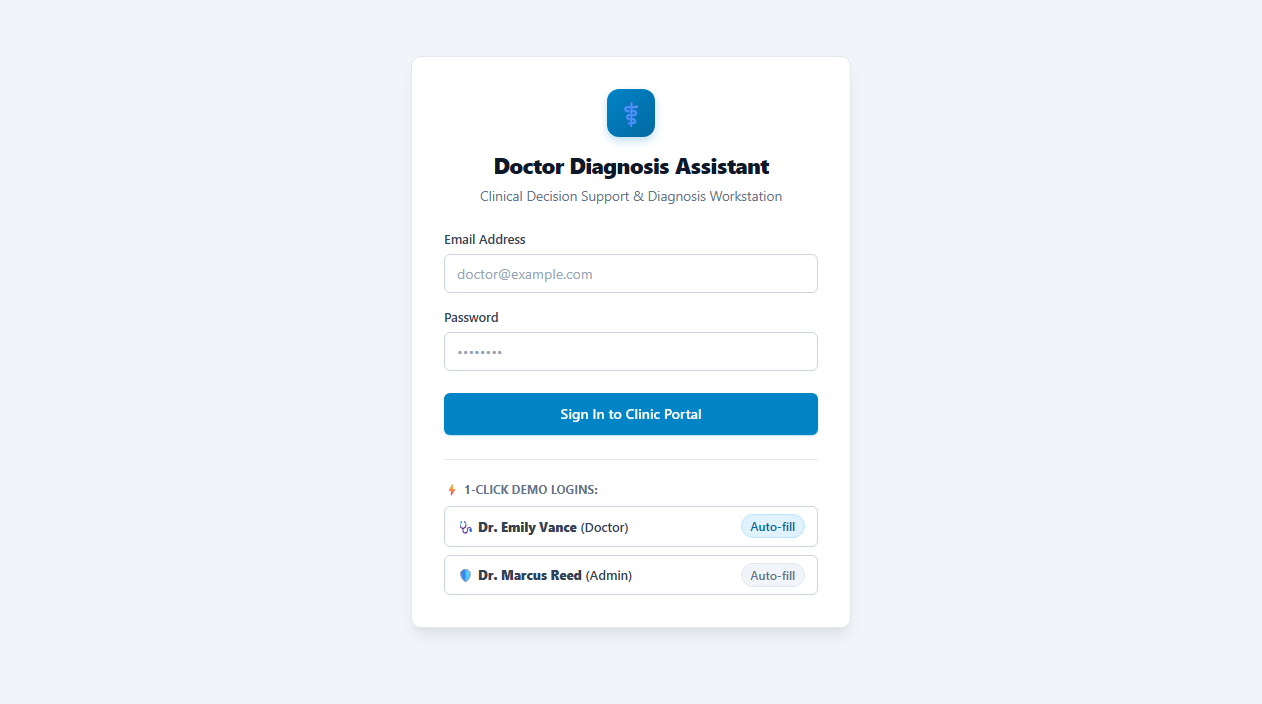 Doctor Diagnosis Assistant
Clinical Decision Support & Diagnosis Workstation
Email Address
doctor@example.com
Password
••••••••
Sign In to Clinic Portal
⚡ 1-CLICK DEMO LOGINS:
🩺 Dr. Emily Vance (Doctor) Auto-fill
🛡️ Dr. Marcus Reed (Admin) Auto-fill